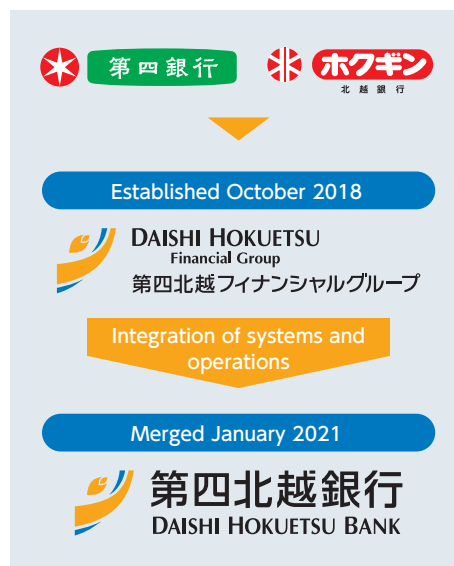 第四銀行
ホクギン
北越銀行
Established October 2018
DAISHI HOKUETSU
Financial Group
第四北越フィナンシャルグループ
Integration of systems and
operations
Merged January 2021
第四北越銀行
DAISHI HOKUETSU BANK